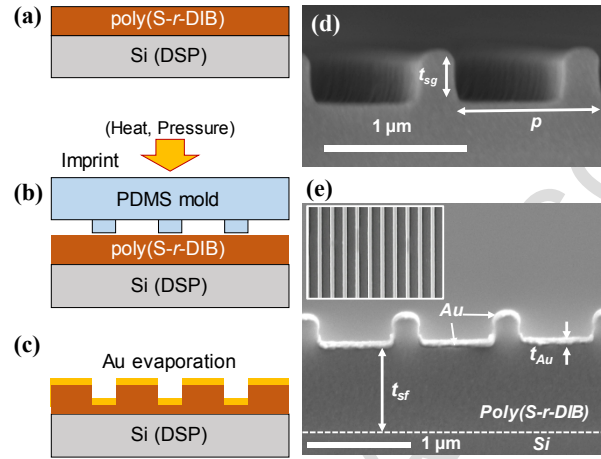 (a)
poly(S-r-DIB)
Si (DSP)
(Heat, Pressure)
Imprint
(b)
PDMS mold
poly(S-r-DIB)
Si (DSP)
(c)
Au evaporation
Si (DSP)
(d)
tsg
1 µm
p
(e)
Au
tAu
tsf
Poly(S-r-DIB)
1 µm
Si